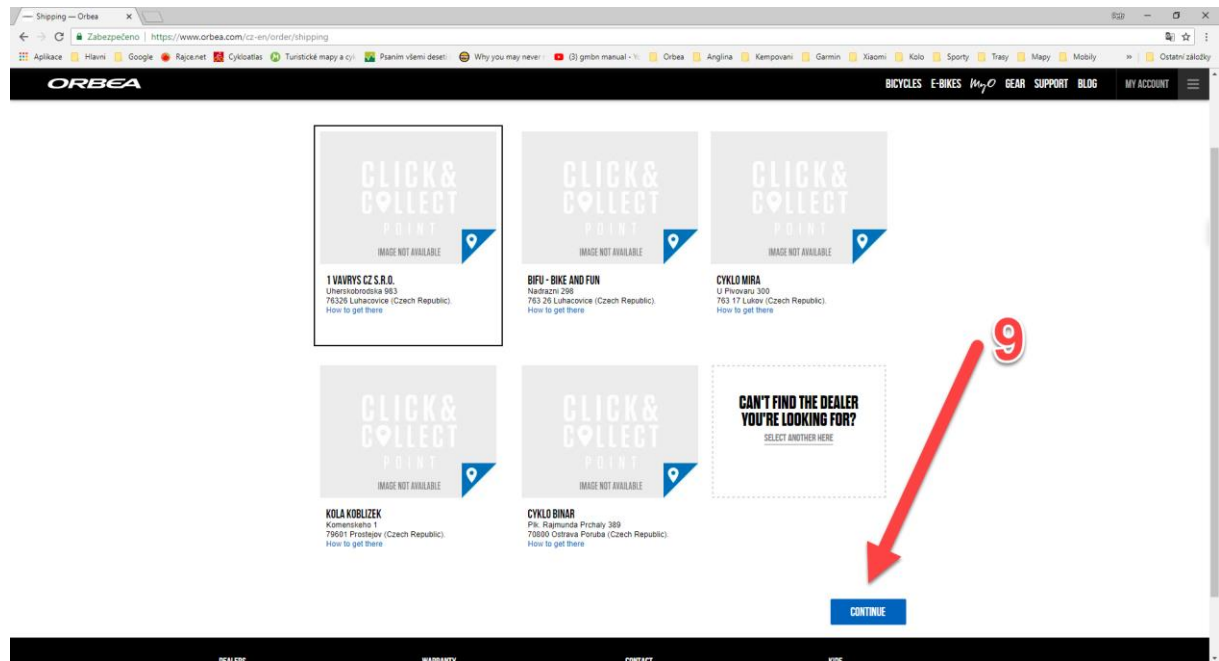 Shipping — Orbea
Zabezpečeno | https://www.orbea.com/cz-en/order/shipping
Aplikace Hlavni Google Rajce.net Cykloatlas Turistické mapy a cyk Psaním všemi deseti Why you may never (3) gmbn manual - Orbea Anglina Kempovani Garmin Xiaomi Kolo Sporty Trasy Mapy Mobily » Ostatní záložky
ORBEA BICYCLES E-BIKES MyO GEAR SUPPORT BLOG MY ACCOUNT
CLICK& CLICK& CLICK&
COLLECT COLLECT COLLECT
POINT POINT POINT
IMAGE NOT AVAILABLE IMAGE NOT AVAILABLE IMAGE NOT AVAILABLE
1 VAVRYS CZ S.R.O. BIFU - BIKE AND FUN CYKLO MIRA
Uherskobrodska 983 Nadrazni 298 U Pivovaru 300
76326 Luhacovice (Czech Republic). 763 26 Luhacovice (Czech Republic). 763 17 Lukov (Czech Republic).
How to get there How to get there How to get there
9
CLICK& CLICK& CAN'T FIND THE DEALER
COLLECT COLLECT YOU'RE LOOKING FOR?
POINT POINT SELECT ANOTHER HERE
IMAGE NOT AVAILABLE IMAGE NOT AVAILABLE
KOLA KOBLIZEK CYKLO BINAR
Komenskeho 1 Plk. Rajmunda Prchaly 389
79601 Prostejov (Czech Republic). 70800 Ostrava Poruba (Czech Republic).
How to get there How to get there
CONTINUE
DEALERS WARRANTY CONTACT KIDS